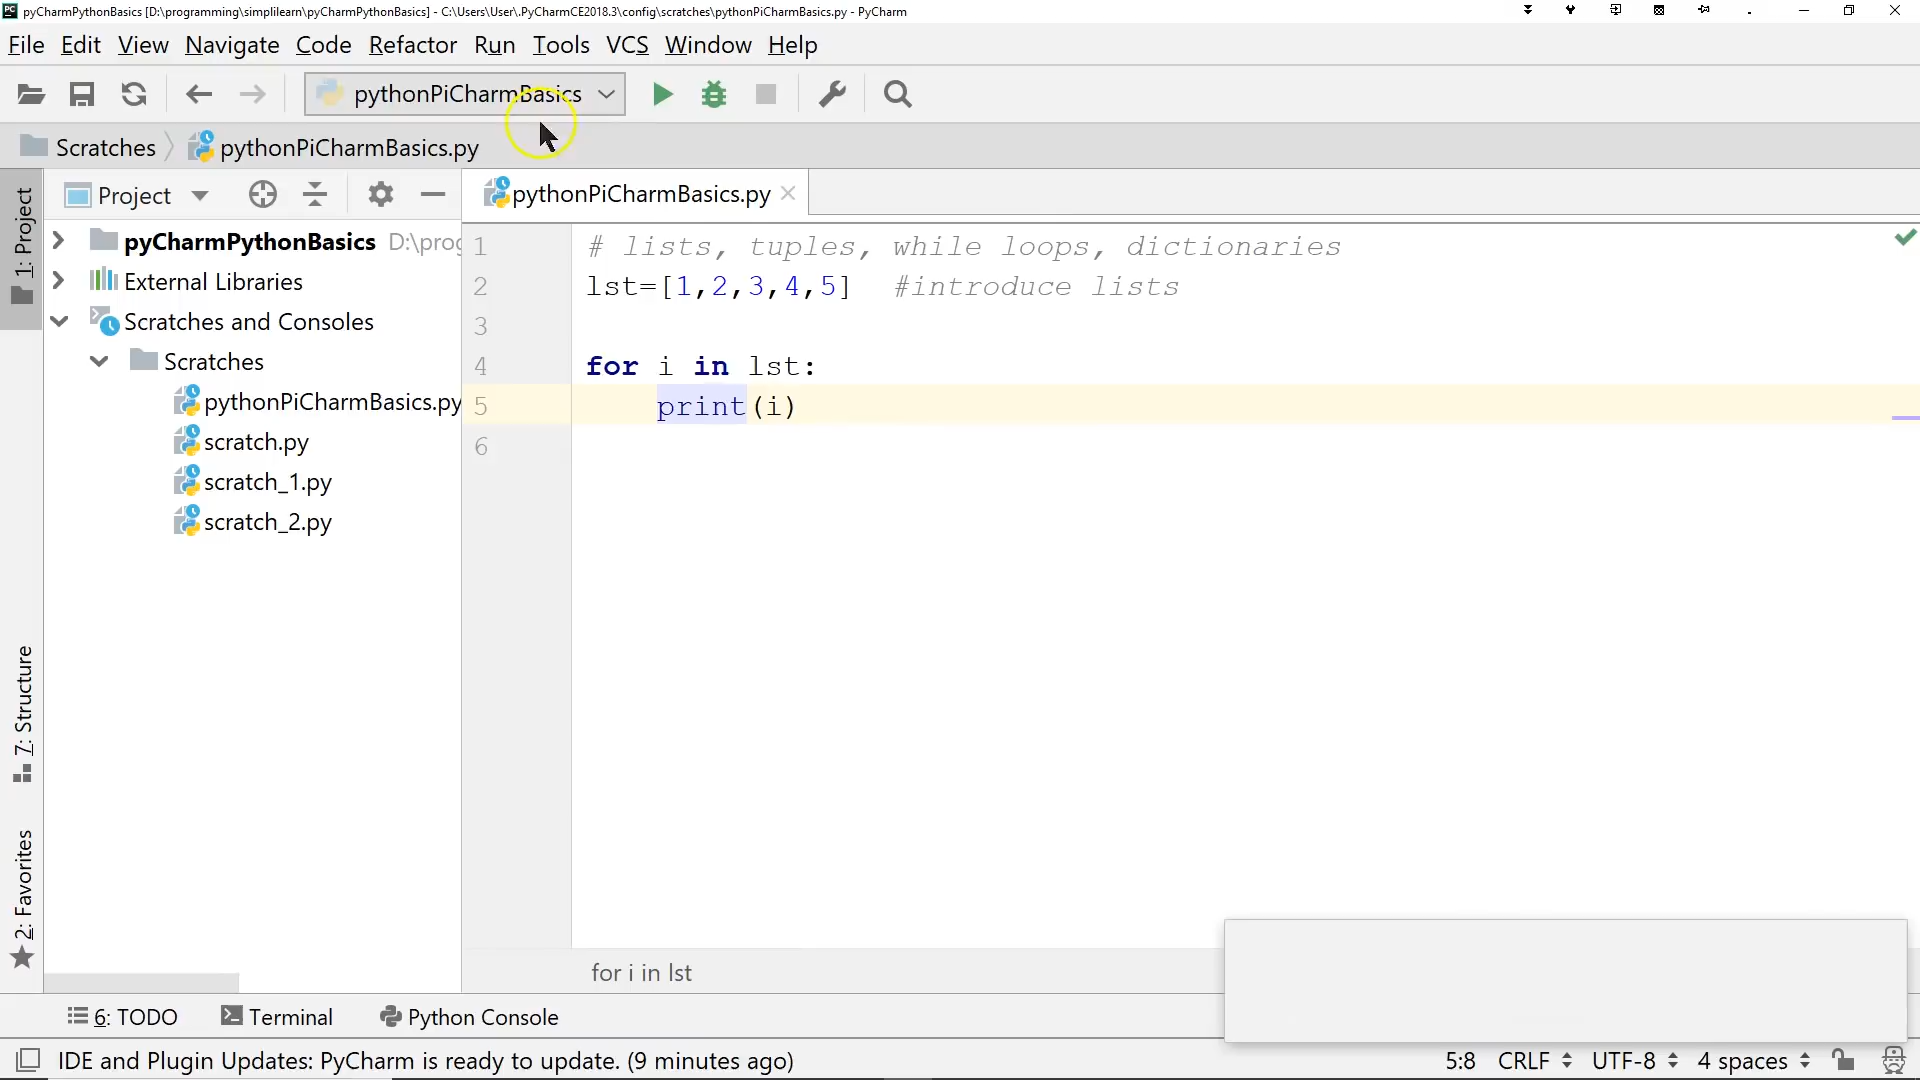 pyCharmPythonBasics [D:\programming\simplilearn\pyCharmPythonBasics] - C:\Users\User\.PyCharmCE2018.3\config\scratches\pythonPiCharmBasics.py - PyCharm
File Edit View Navigate Code Refactor Run Tools VCS Window Help
pythonPiCharmBasics
Scratches pythonPiCharmBasics.py
Project
pythonPiCharmBasics.py
1: Project
pyCharmPythonBasics D:\prog
External Libraries
Scratches and Consoles
Scratches
pythonPiCharmBasics.py
scratch.py
scratch_1.py
scratch_2.py
1 # lists, tuples, while loops, dictionaries
2 lst=[1,2,3,4,5] #introduce lists
3
4 for i in lst:
5 print(i)
6
7: Structure
2: Favorites
for i in lst
6: TODO Terminal Python Console
IDE and Plugin Updates: PyCharm is ready to update. (9 minutes ago) 5:8 CRLF UTF-8 4 spaces